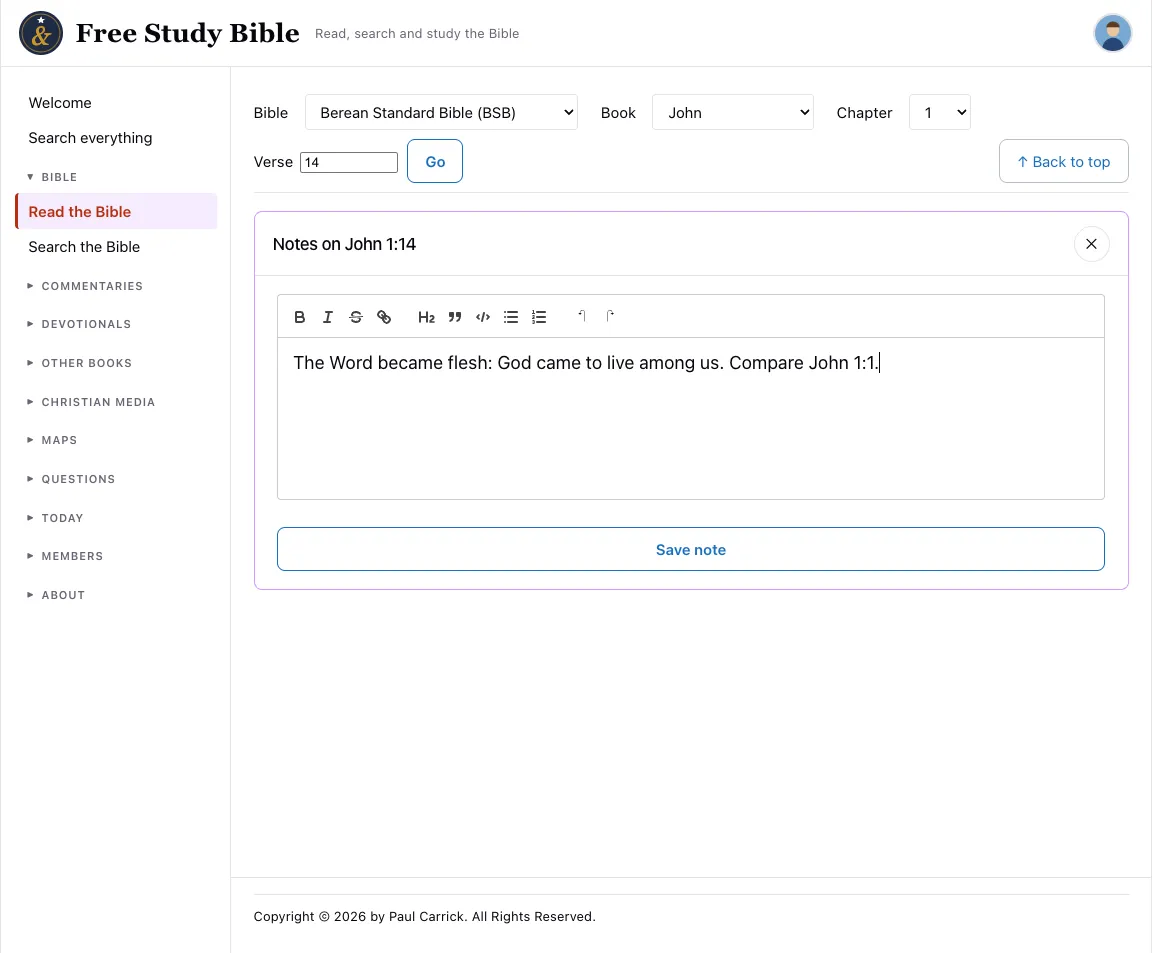 &
Free Study Bible
Read, search and study the Bible
Welcome
Search everything
BIBLE
Read the Bible
Search the Bible
COMMENTARIES
DEVOTIONALS
OTHER BOOKS
CHRISTIAN MEDIA
MAPS
QUESTIONS
TODAY
MEMBERS
ABOUT
Bible Berean Standard Bible (BSB) Book John Chapter 1
Verse 14 Go ↑ Back to top
Notes on John 1:14
B I S H2
The Word became flesh: God came to live among us. Compare John 1:1.
Save note
Copyright © 2026 by Paul Carrick. All Rights Reserved.